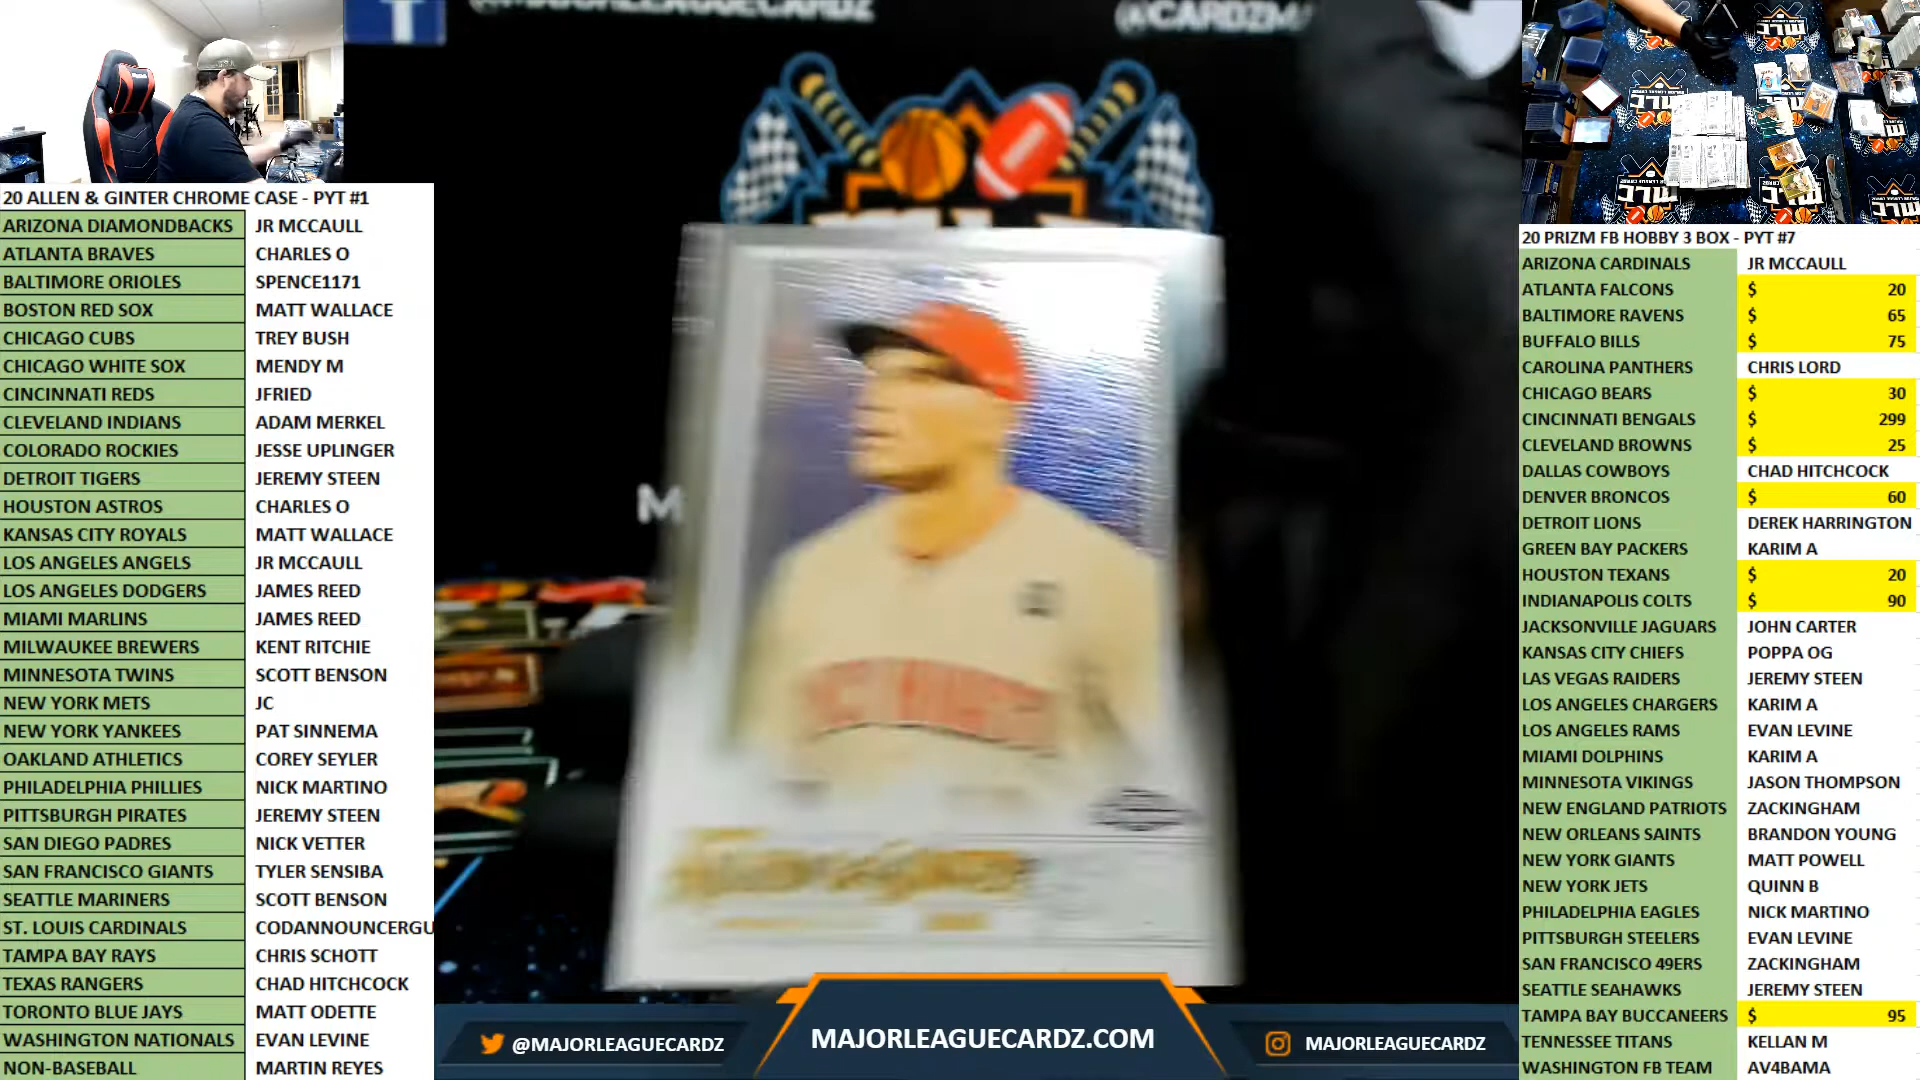 @MAJORLEAGUECARDZ
20 ALLEN & GINTER CHROME CASE - PYT #1
ARIZONA DIAMONDBACKS JR MCCAULL
ATLANTA BRAVES CHARLES O
BALTIMORE ORIOLES SPENCE1171
BOSTON RED SOX MATT WALLACE
CHICAGO CUBS TREY BUSH
CHICAGO WHITE SOX MENDY M
CINCINNATI REDS JFRIED
CLEVELAND INDIANS ADAM MERKEL
COLORADO ROCKIES JESSE UPLINGER
DETROIT TIGERS JEREMY STEEN
HOUSTON ASTROS CHARLES O
KANSAS CITY ROYALS MATT WALLACE
LOS ANGELES ANGELS JR MCCAULL
LOS ANGELES DODGERS JAMES REED
MIAMI MARLINS JAMES REED
MILWAUKEE BREWERS KENT RITCHIE
MINNESOTA TWINS SCOTT BENSON
NEW YORK METS JC
NEW YORK YANKEES PAT SINNEMA
OAKLAND ATHLETICS COREY SEYLER
PHILADELPHIA PHILLIES NICK MARTINO
PITTSBURGH PIRATES JEREMY STEEN
SAN DIEGO PADRES NICK VETTER
SAN FRANCISCO GIANTS TYLER SENSIBA
SEATTLE MARINERS SCOTT BENSON
ST. LOUIS CARDINALS CODANNOUNCERGU
TAMPA BAY RAYS CHRIS SCHOTT
TEXAS RANGERS CHAD HITCHCOCK
TORONTO BLUE JAYS MATT ODETTE
WASHINGTON NATIONALS EVAN LEVINE
NON-BASEBALL MARTIN REYES
M
@MAJORLEAGUECARDZ
MAJORLEAGUECARDZ.COM
MAJORLEAGUECARDZ
20 PRIZM FB HOBBY 3 BOX - PYT #7
ARIZONA CARDINALS JR MCCAULL
ATLANTA FALCONS $ 20
BALTIMORE RAVENS $ 65
BUFFALO BILLS $ 75
CAROLINA PANTHERS CHRIS LORD
CHICAGO BEARS $ 30
CINCINNATI BENGALS $ 299
CLEVELAND BROWNS $ 25
DALLAS COWBOYS CHAD HITCHCOCK
DENVER BRONCOS $ 60
DETROIT LIONS DEREK HARRINGTON
GREEN BAY PACKERS KARIM A
HOUSTON TEXANS $ 20
INDIANAPOLIS COLTS $ 90
JACKSONVILLE JAGUARS JOHN CARTER
KANSAS CITY CHIEFS POPPA OG
LAS VEGAS RAIDERS JEREMY STEEN
LOS ANGELES CHARGERS KARIM A
LOS ANGELES RAMS EVAN LEVINE
MIAMI DOLPHINS KARIM A
MINNESOTA VIKINGS JASON THOMPSON
NEW ENGLAND PATRIOTS ZACKINGHAM
NEW ORLEANS SAINTS BRANDON YOUNG
NEW YORK GIANTS MATT POWELL
NEW YORK JETS QUINN B
PHILADELPHIA EAGLES NICK MARTINO
PITTSBURGH STEELERS EVAN LEVINE
SAN FRANCISCO 49ERS ZACKINGHAM
SEATTLE SEAHAWKS JEREMY STEEN
TAMPA BAY BUCCANEERS $ 95
TENNESSEE TITANS KELLAN M
WASHINGTON FB TEAM AV4BAMA